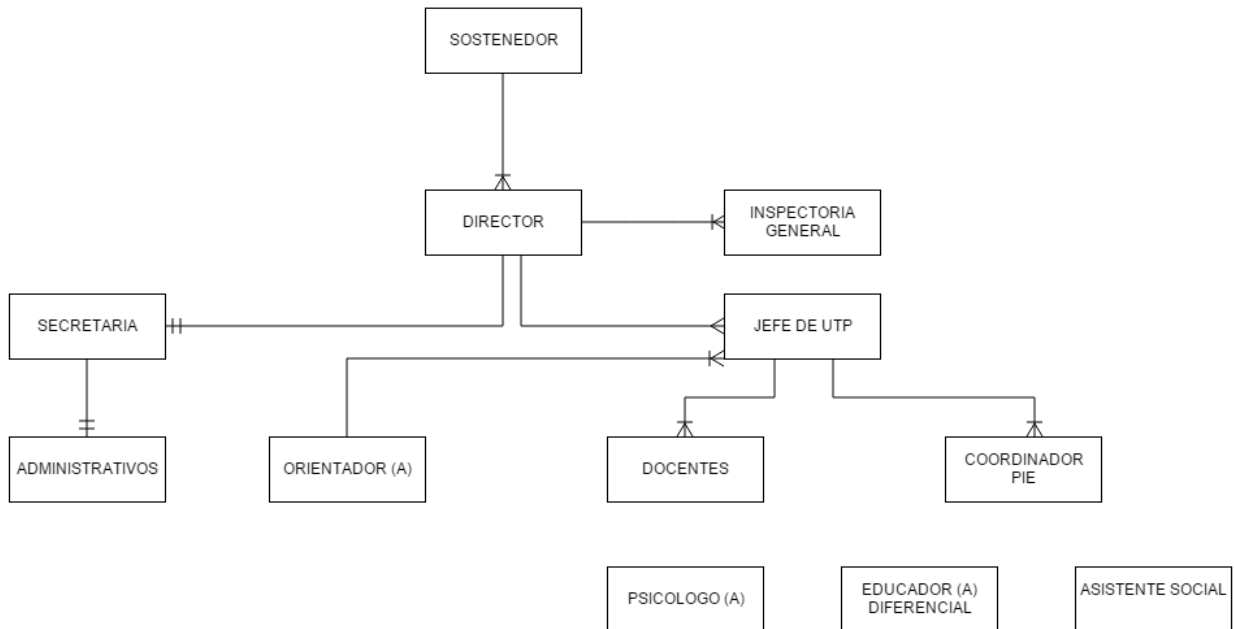 SOSTENEDOR
DIRECTOR
INSPECTORIA
GENERAL
SECRETARIA
JEFE DE UTP
ADMINISTRATIVOS
ORIENTADOR (A)
DOCENTES
COORDINADOR
PIE
PSICOLOGO (A)
EDUCADOR (A)
DIFERENCIAL
ASISTENTE SOCIAL